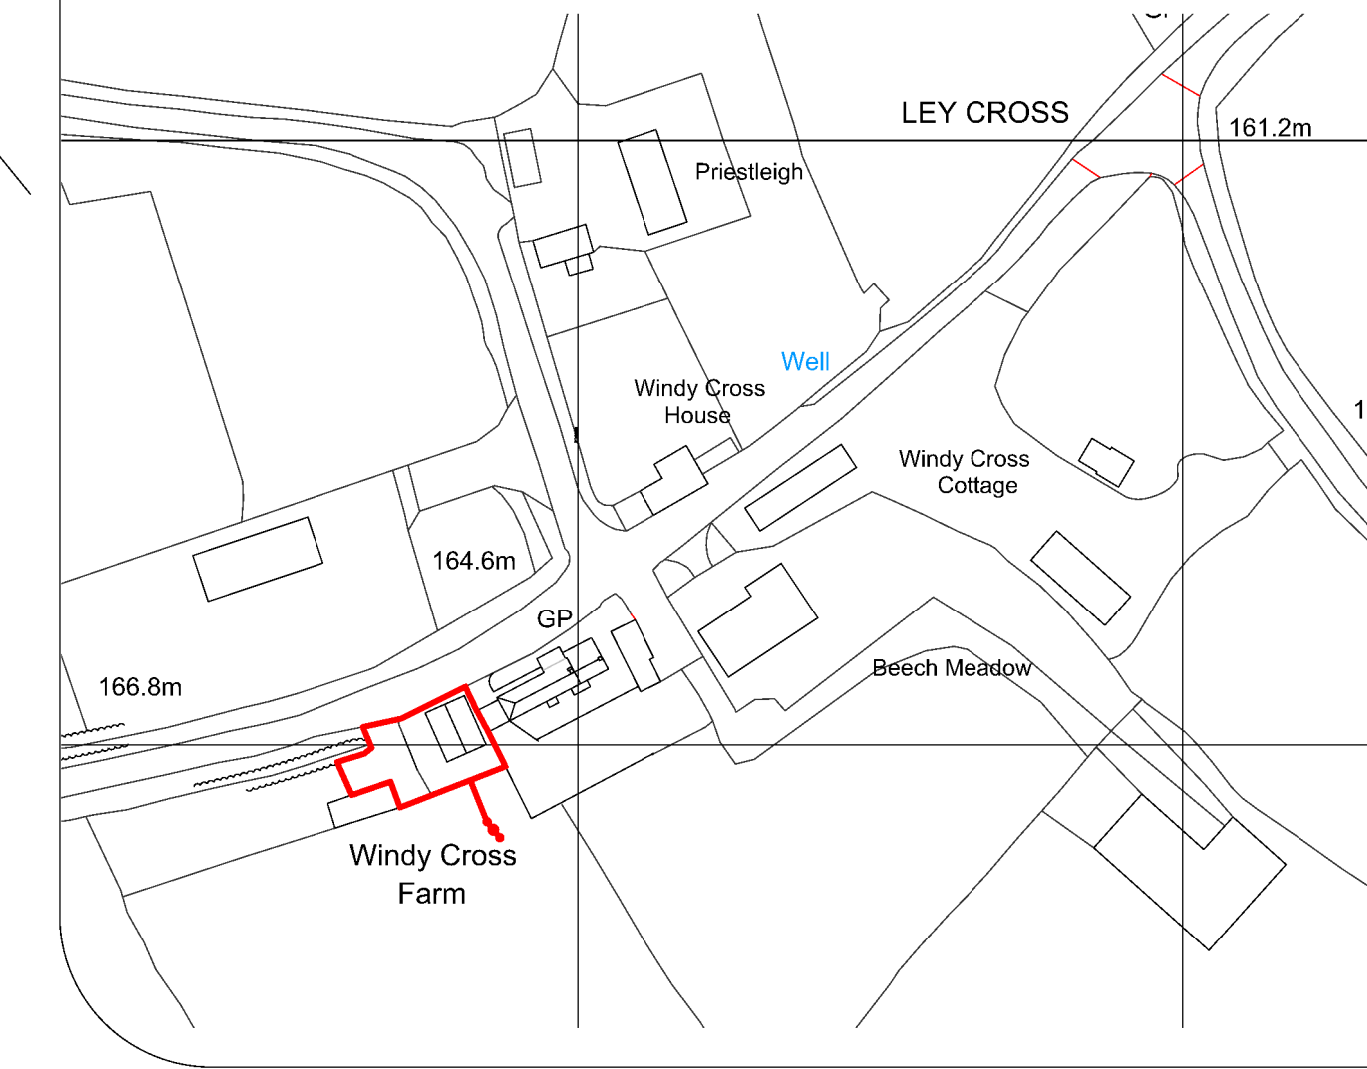 LEY CROSS
161.2m
Priestleigh
Well
Windy Cross
House
1
Windy Cross
Cottage
164.6m
GP
Beech Meadow
166.8m
Windy Cross
Farm